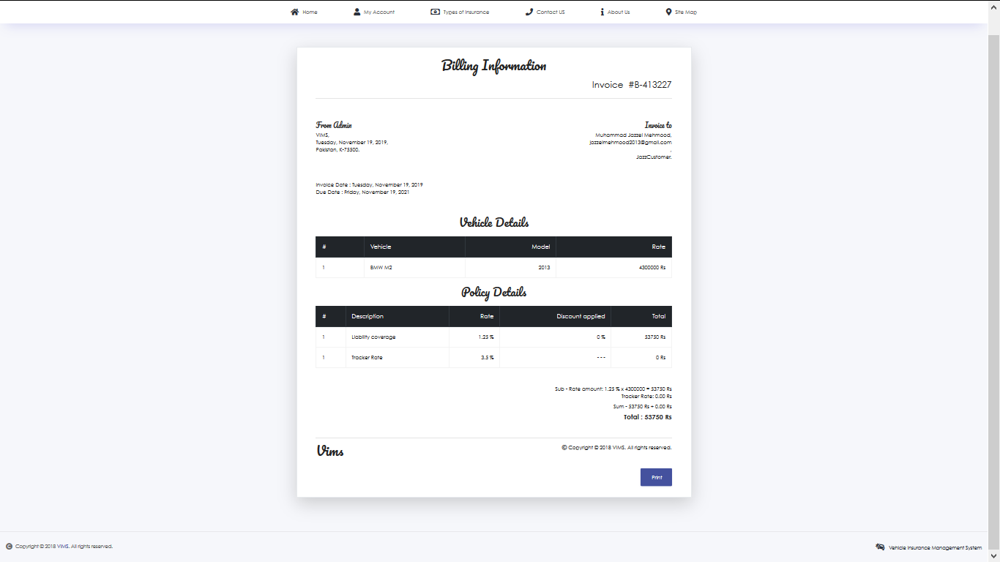 Home My Account Types of Insurance Contact US About Us Site Map
Billing Information
Invoice #B-413227
From Admin
VIMS,
Tuesday, November 19, 2019,
Pakistan, K-75500.
Invoice to
Muhammad Jazzel Mehmood,
jazzelmehmood2013@gmail.com
,
JazzCustomer.
Invoice Date : Tuesday, November 19, 2019
Due Date : Friday, November 19, 2021
Vehicle Details
# Vehicle Model Rate
1 BMW M2 2013 4300000 Rs
Policy Details
# Description Rate Discount applied Total
1 Liability coverage 1.25 % 0 % 53750 Rs
1 Tracker Rate 3.5 % --- 0 Rs
Sub - Rate amount: 1.25 % x 4300000 = 53750 Rs
Tracker Rate: 0.00 Rs
Sum - 53750 Rs + 0.00 Rs
Total : 53750 Rs
Vims
© Copyright © 2018 VIMS. All rights reserved.
Print
© Copyright © 2018 VIMS. All rights reserved.
Vehicle Insurance Management System